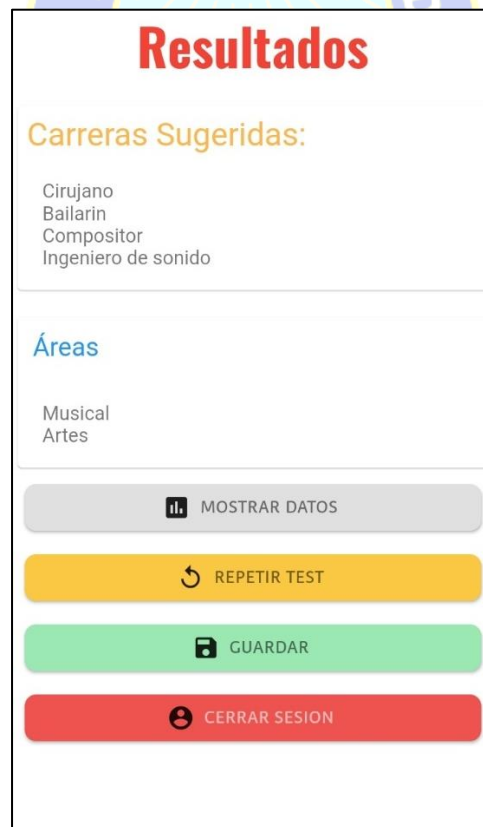 Resultados
Carreras Sugeridas:
Cirujano
Bailarin
Compositor
Ingeniero de sonido
Áreas
Musical
Artes
MOSTRAR DATOS
REPETIR TEST
GUARDAR
CERRAR SESION